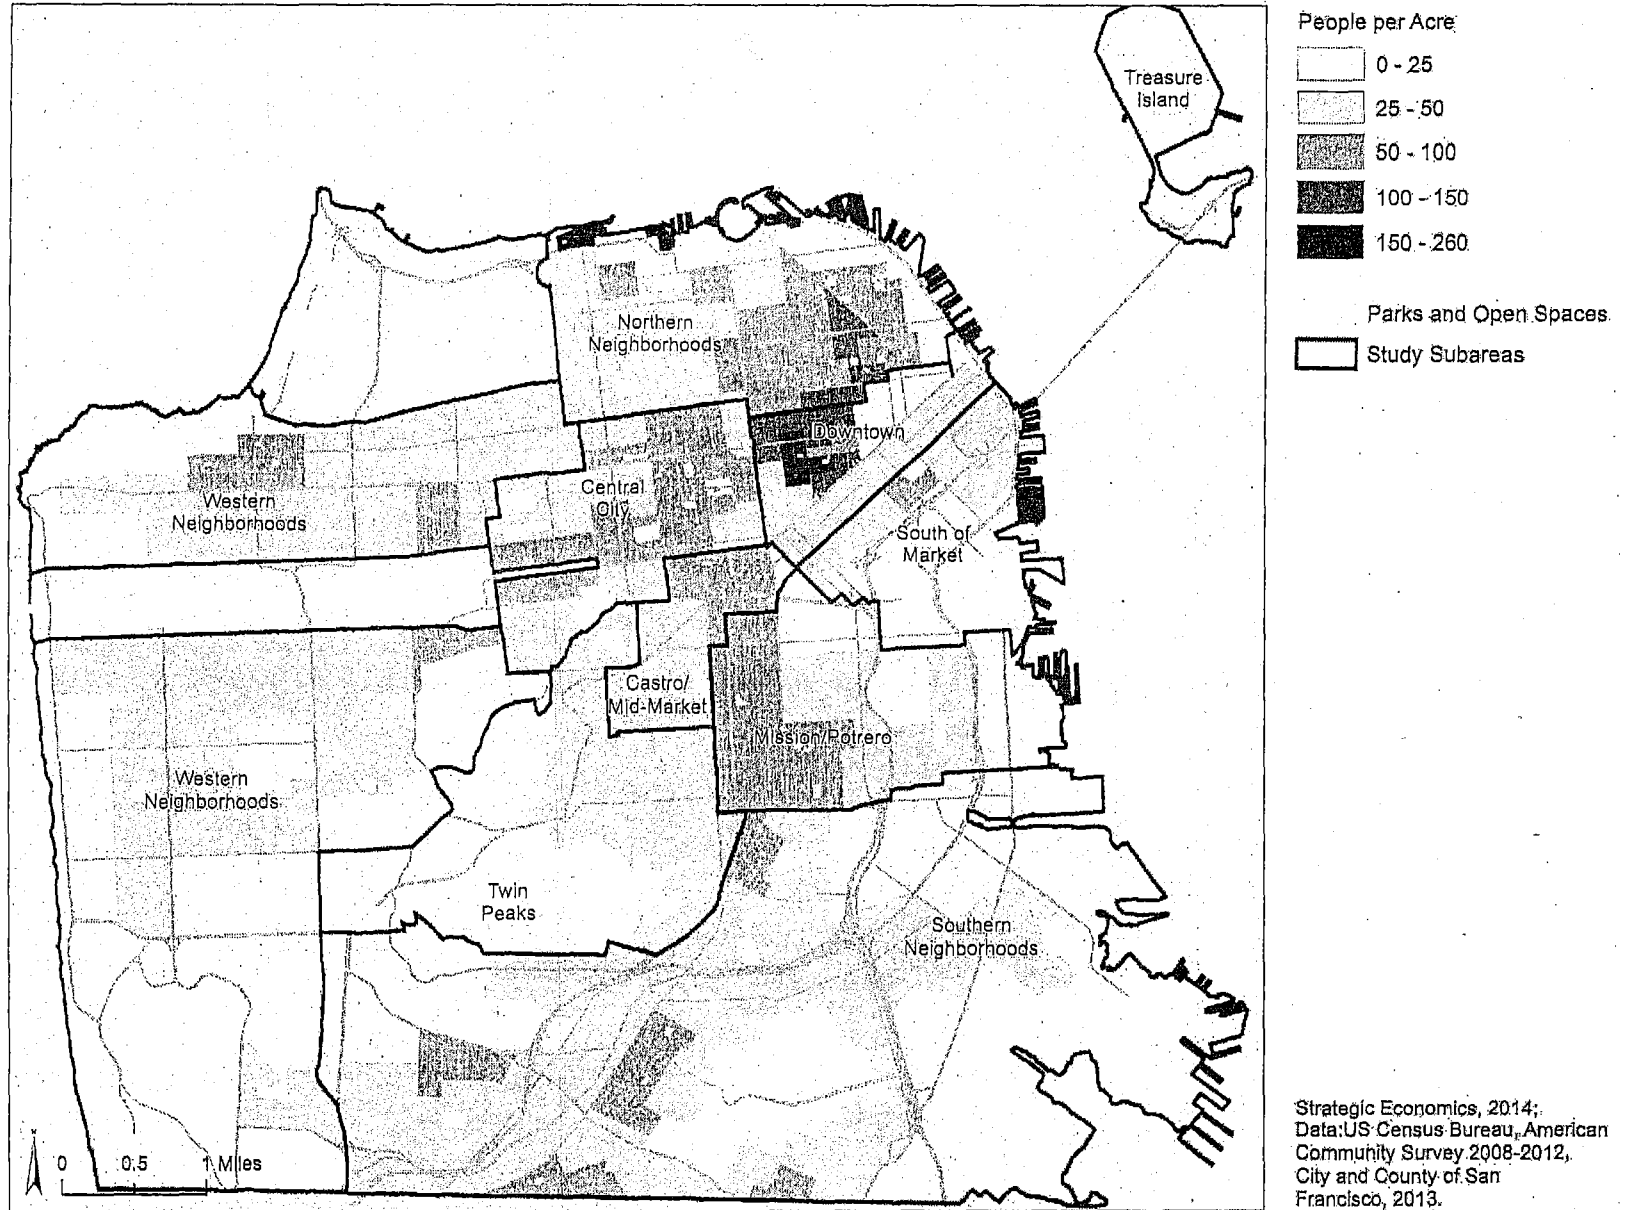 People per Acre
0 - 25
25 - 50
50 - 100
100 - 150
150 - 260
Parks and Open Spaces
Study Subareas
Treasure
Island
Northern
Neighborhoods
Downtown
Central
City
Western
Neighborhoods
South of
Market
Castro/
Mid-Market
Mission/Potrero
Western
Neighborhoods
Twin
Peaks
Southern
Neighborhoods
0 0.5 1 Miles
Strategic Economics, 2014;
Data:US Census Bureau, American
Community Survey 2008-2012,
City and County of San
Francisco, 2013.